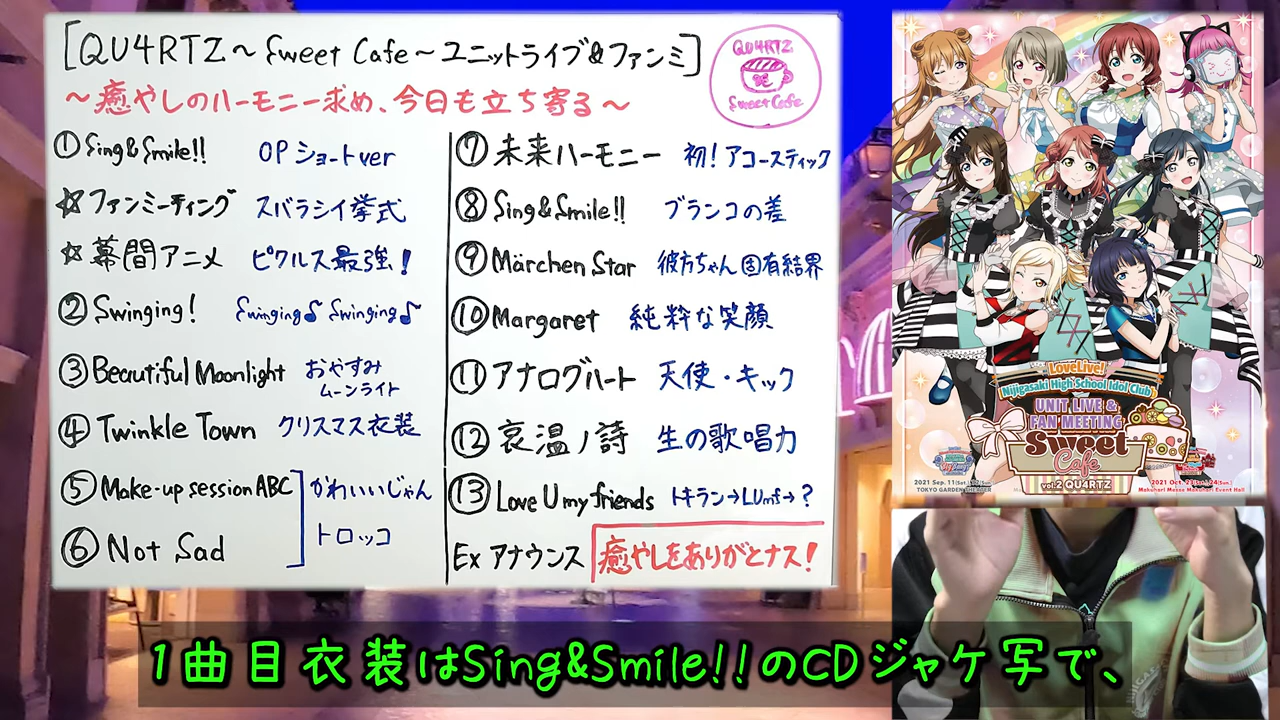 [QU4RTZ～Sweet Cafe～ユニットライブ&ファンミ]
QU4RTZ
Sweet Cafe
～癒やしのハーモニー求め、今日も立ち寄る～
①Sing&Smile!! OPショートver
☆ファンミーティング スバラシイ挙式
☆幕間アニメ ピクルス最強!
②Swinging! Swinging♪ Swinging♪
③Beautiful Moonlight おやすみ
ムーンライト
④Twinkle Town クリスマス衣装
⑤Make-up session ABC かわいいじゃん
⑥Not Sad トロッコ
⑦未来ハーモニー 初!アコースティック
⑧Sing&Smile!! ブランコの差
⑨Märchen Star 彼方ちゃん固有結界
⑩Margaret 純粋な笑顔
⑪アナログハート 天使・キック
⑫哀温ノ詩 生の歌唱力
⑬Love U my friends トキラン→LUmf→?
Ex アナウンス 癒やしをありがとナス!
LoveLive!
Nijigasaki High School Idol Club
UNIT LIVE &
FAN MEETING
Sweet
Cafe
vol.2 QU4RTZ
2021 Sep. 11(Sat.)
TOKYO GARDEN THEATER
2021 Oct. 24(Sun)
Makuhari Messe Makuhari Event Hall
1曲目衣装はSing&Smile!!のCDジャケ写で、